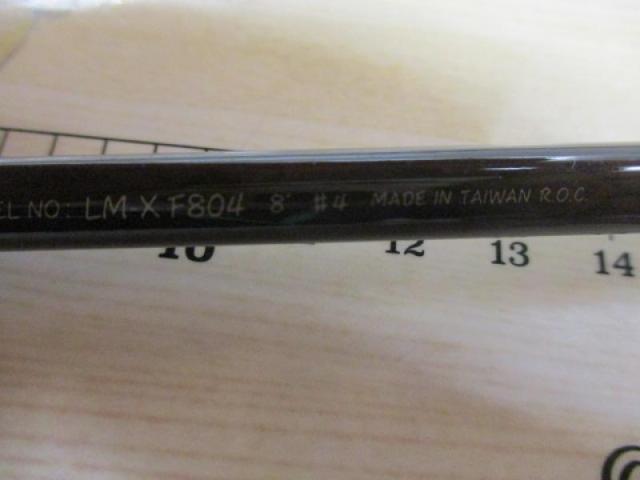 EL NO: LM-X F804 8' #4 MADE IN TAIWAN R.O.C.
10 12 13 14